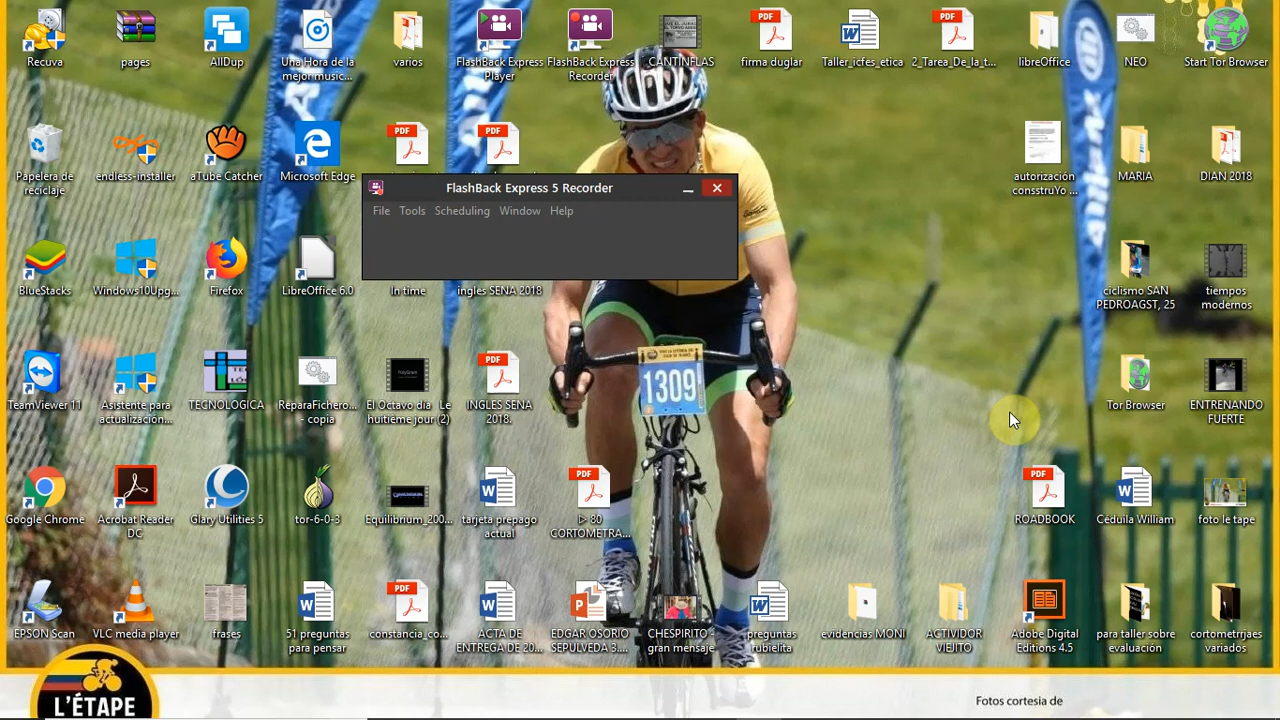 Recuva
pages
AllDup
Una Hora de la
mejor music...
varios
FlashBack Express
Player
FlashBack Express
Recorder
CANTINFLAS
firma duglar
Taller_icfes_etica
2_Tarea_De_la_t...
libreOffice
NEO
Start Tor Browser
Papelera de
reciclaje
endless-installer
aTube Catcher
Microsoft Edge
PDF
PDF
autorización
consstruYo ...
MARIA
DIAN 2018
FlashBack Express 5 Recorder
File Tools Scheduling Window Help
BlueStacks
Windows10Upg...
Firefox
LibreOffice 6.0
In time
ingles SENA 2018
ciclismo SAN
PEDROAGST, 25
tiempos
modernos
TeamViewer 11
Asistente para
actualizacion...
TECNOLOGICA
ReparaFichero...
- copia
El Octavo dia Le
huitieme jour (2)
INGLES SENA
2018.
1309
Tor Browser
ENTRENANDO
FUERTE
Google Chrome
Acrobat Reader
DC
Glary Utilities 5
tor-6-0-3
Equilibrium_200...
tarjeta prepago
actual
▷ 80
CORTOMETRA...
ROADBOOK
Céduila William
foto le tape
EPSON Scan
VLC media player
frases
51 preguntas
para pensar
constancia_co...
ACTA DE
ENTREGA DE 20...
EDGAR OSORIO
SEPULVEDA 3....
CHESPIRITO -
gran mensaje
preguntas
rubielita
evidencias MONI
ACTIVIDOR
VIEJITO
Adobe Digital
Editions 4.5
para taller sobre
evaluación
cortometrrjaes
variados
L'ÉTAPE
Fotos cortesia de